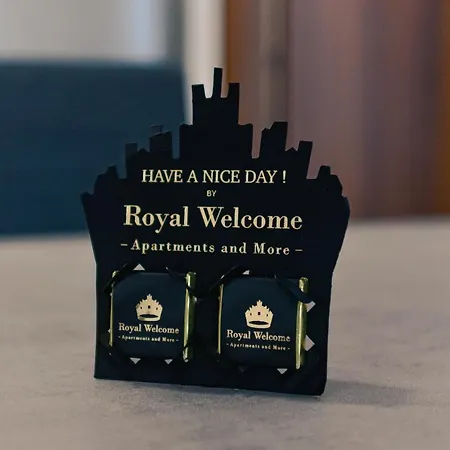 HAVE A NICE DAY !
BY
Royal Welcome
- Apartments and More -
Royal Welcome
- Apartments and More -
Royal Welcome
- Apartments and More -